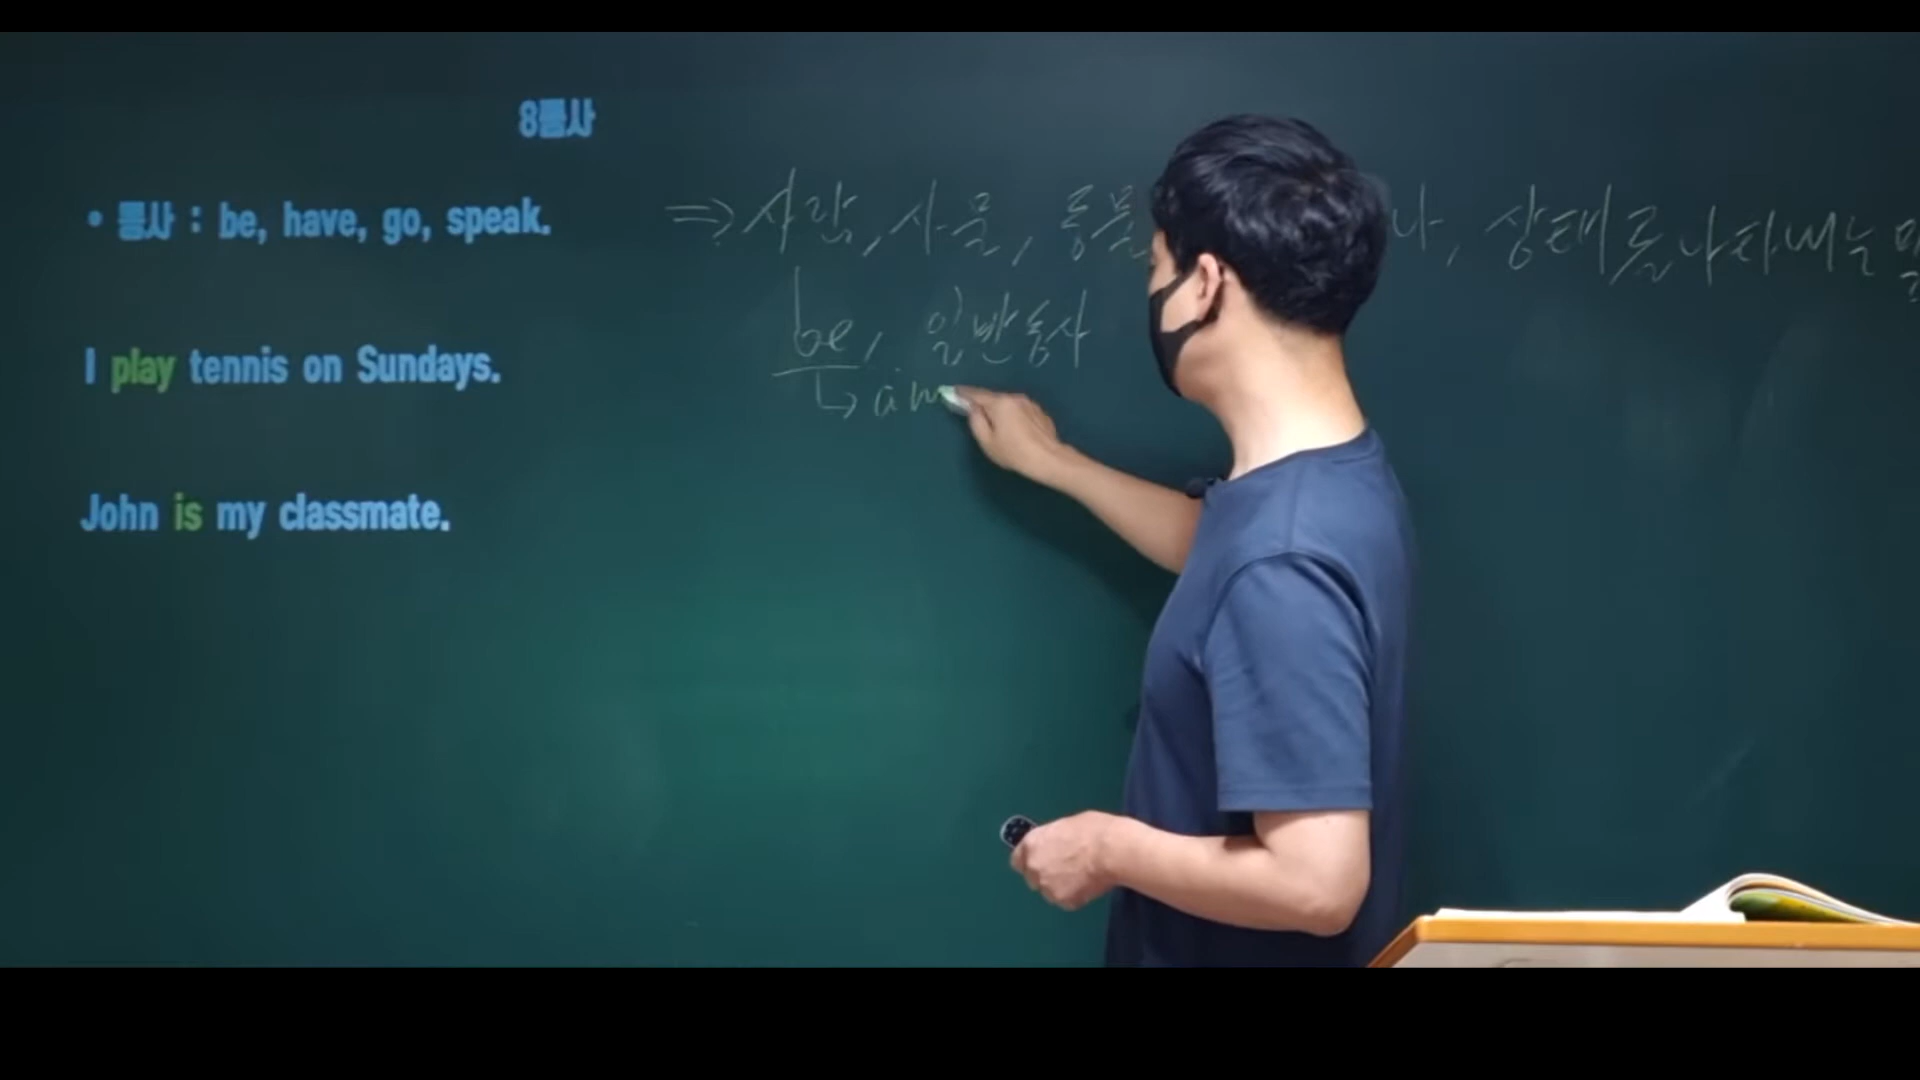 8품사
• 동사 : be, have, go, speak.
⇒ 사람, 사물, 동물 나, 상태를 나타내는
be, 일반동사
I play tennis on Sundays.
↳ am
John is my classmate.